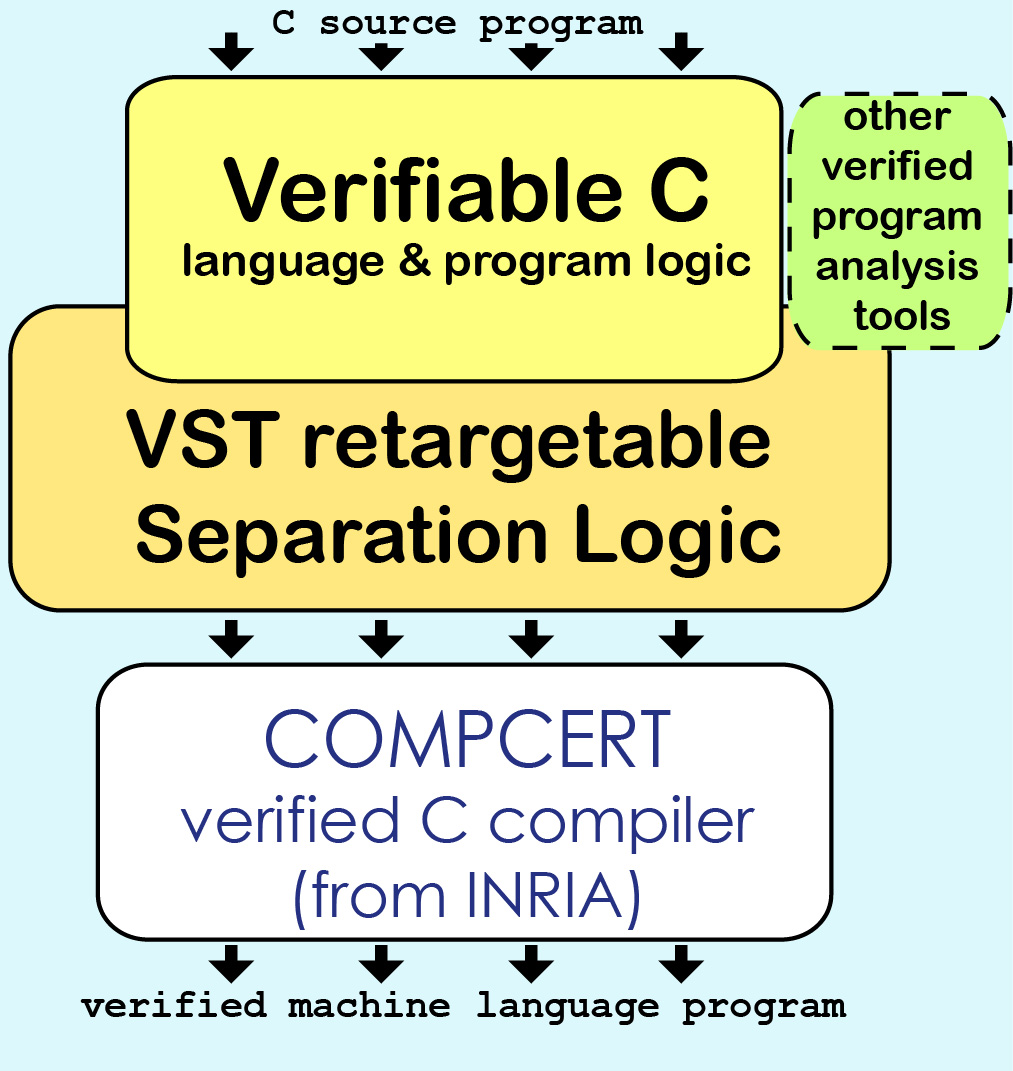 C source program
Verifiable C
language & program logic
other
verified
program
analysis
tools
VST retargetable
Separation Logic
COMPCERT
verified C compiler
(from INRIA)
verified machine language program